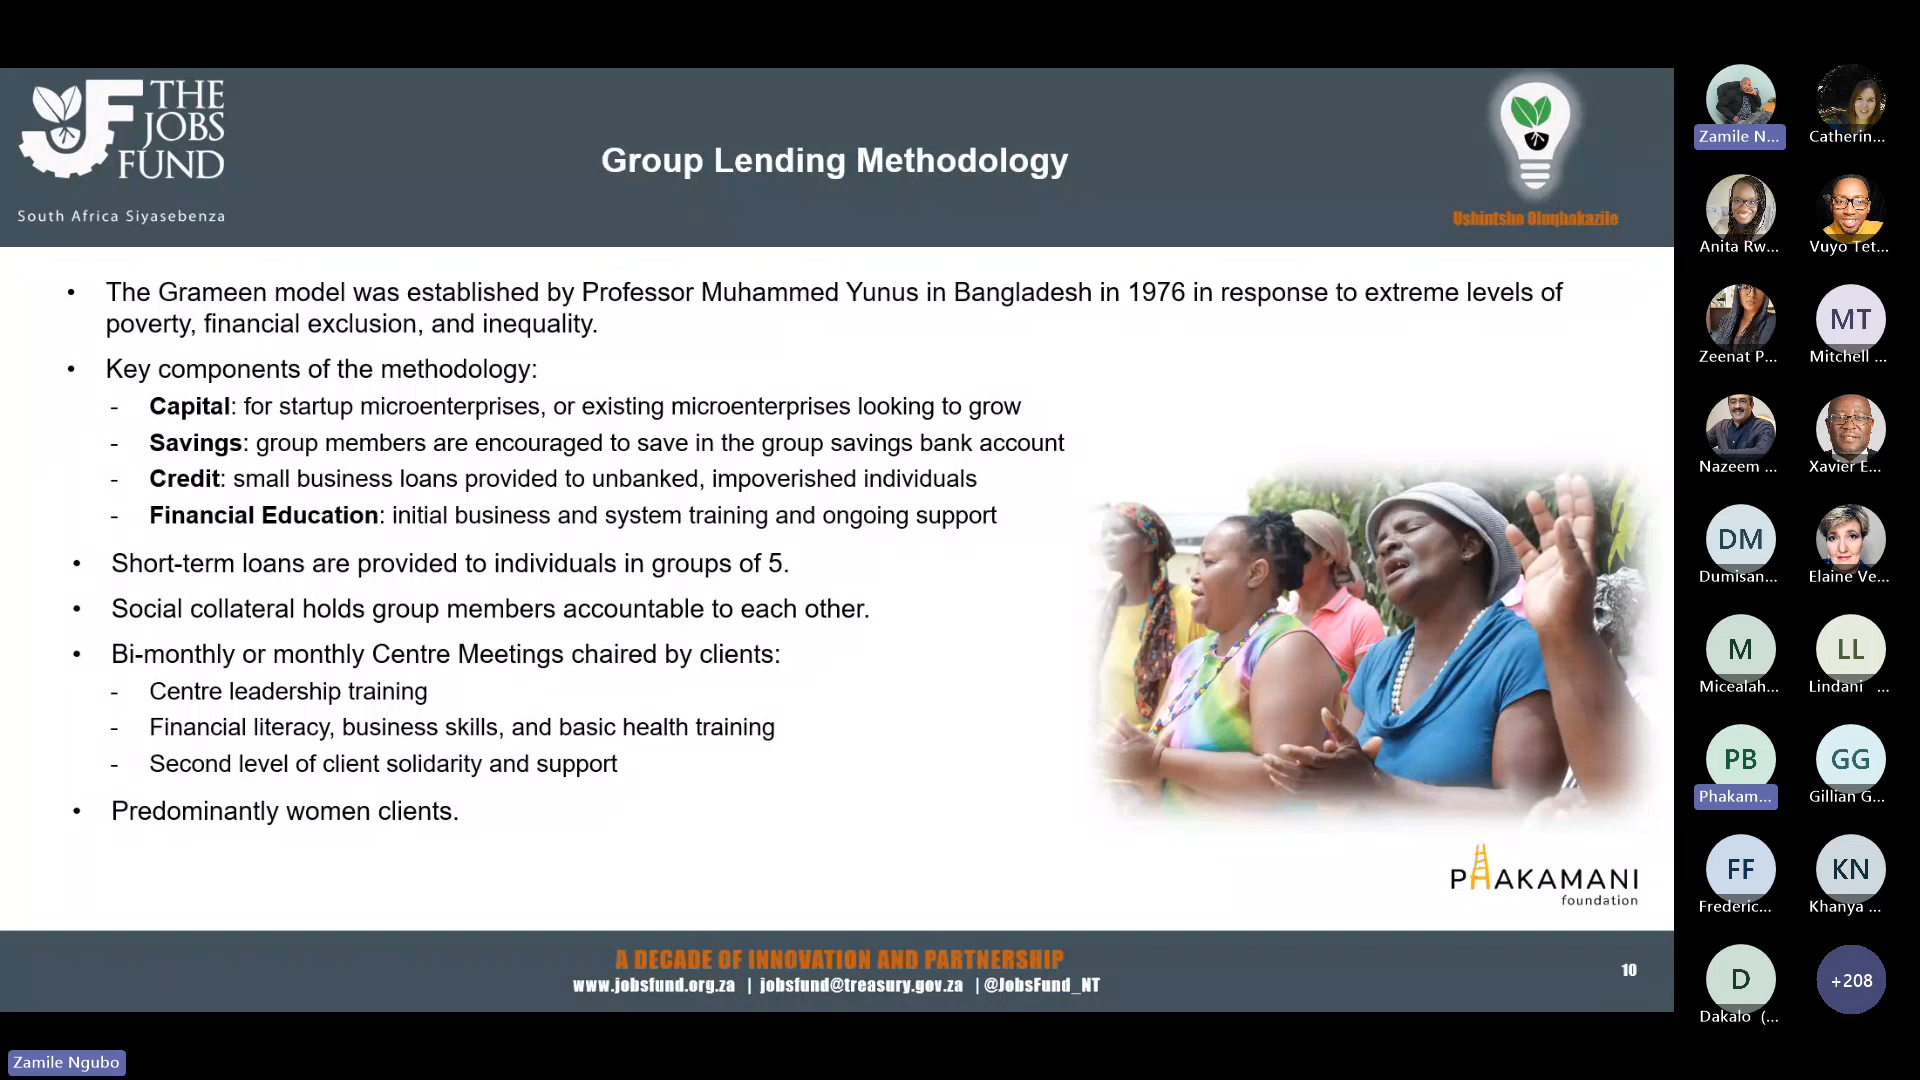 THE
JOBS
FUND
South Africa Siyasebenza
Group Lending Methodology
Ushintsho Oluqhakazile
• The Grameen model was established by Professor Muhammed Yunus in Bangladesh in 1976 in response to extreme levels of
poverty, financial exclusion, and inequality.
• Key components of the methodology:
- Capital: for startup microenterprises, or existing microenterprises looking to grow
- Savings: group members are encouraged to save in the group savings bank account
- Credit: small business loans provided to unbanked, impoverished individuals
- Financial Education: initial business and system training and ongoing support
• Short-term loans are provided to individuals in groups of 5.
• Social collateral holds group members accountable to each other.
• Bi-monthly or monthly Centre Meetings chaired by clients:
- Centre leadership training
- Financial literacy, business skills, and basic health training
- Second level of client solidarity and support
• Predominantly women clients.
PHAKAMANI
foundation
A DECADE OF INNOVATION AND PARTNERSHIP
www.jobsfund.org.za | jobsfund@treasury.gov.za | @JobsFund_NT
10
Zamile N...
Catherin...
Anita Rw...
Vuyo Tet...
Zeenat P...
MT
Mitchell ...
Nazeem ...
Xavier E...
DM
Dumisan...
Elaine Ve...
M
Micealah...
LL
Lindani ...
PB
Phakam...
GG
Gillian G...
FF
Frederic...
KN
Khanya ...
D
Dakalo (...
+208
Zamile Ngubo